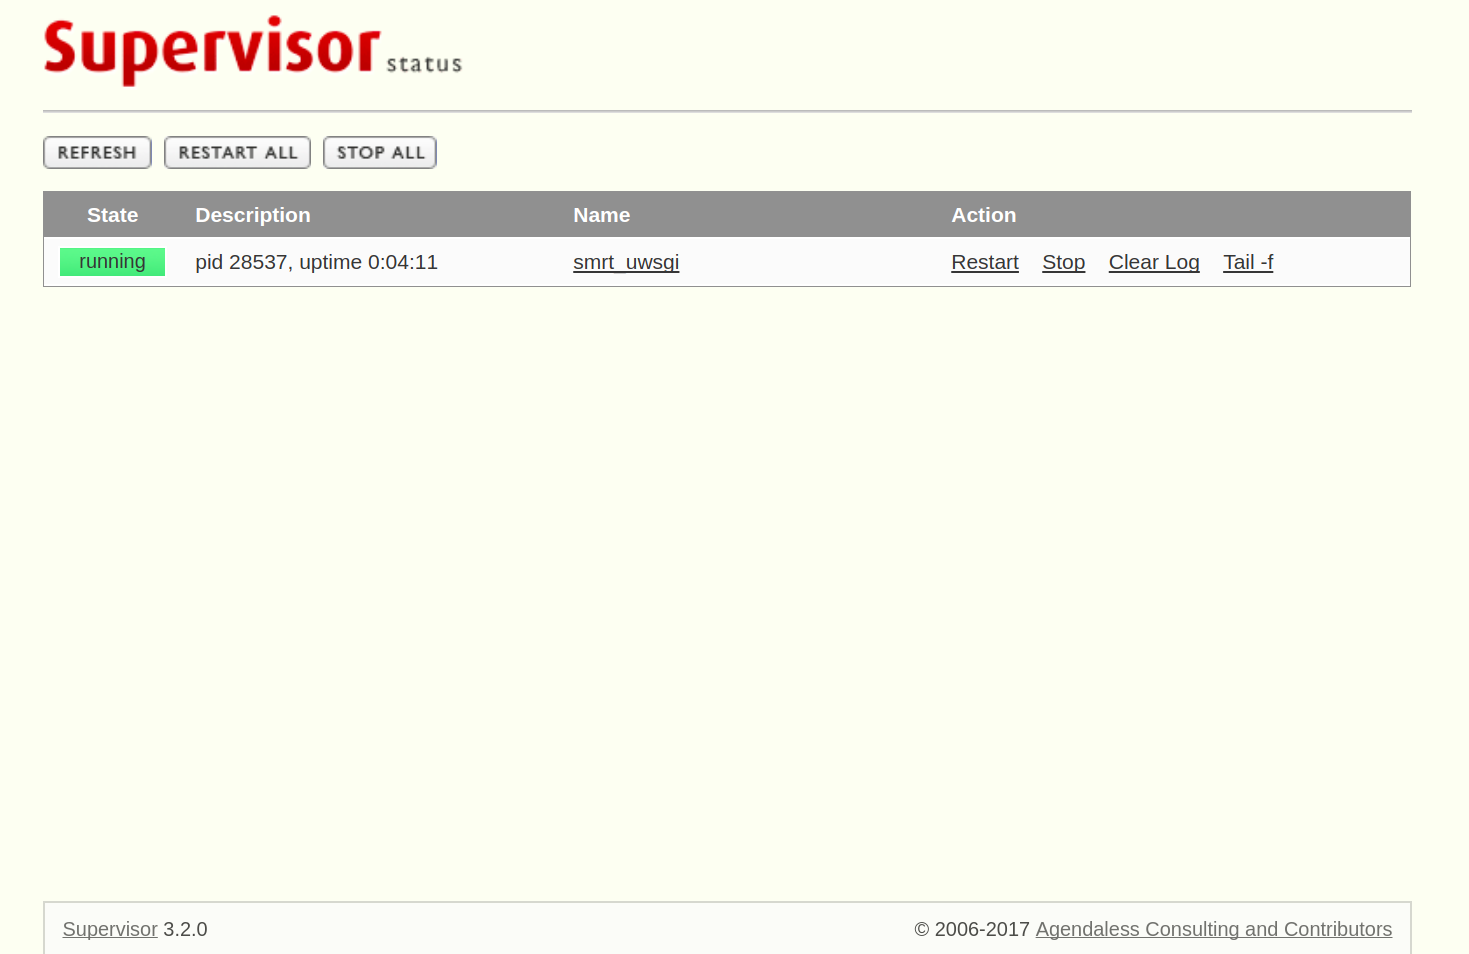 Supervisor status
REFRESH RESTART ALL STOP ALL
State Description Name Action
running pid 28537, uptime 0:04:11 smrt_uwsgi Restart Stop Clear Log Tail -f
Supervisor 3.2.0 © 2006-2017 Agendaless Consulting and Contributors